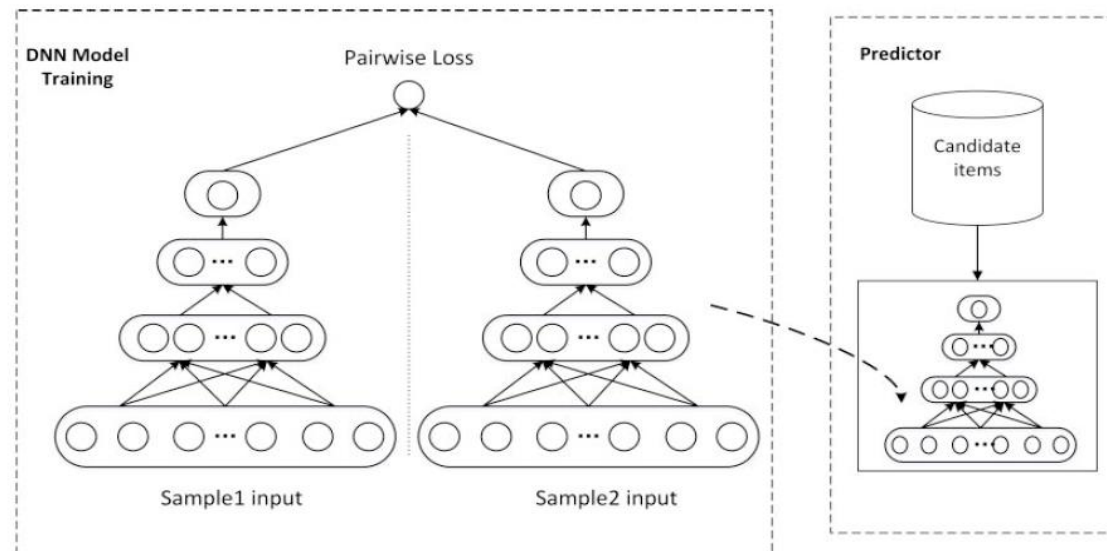 DNN Model
Training
Pairwise Loss
Sample1 input
Sample2 input
Predictor
Candidate
items